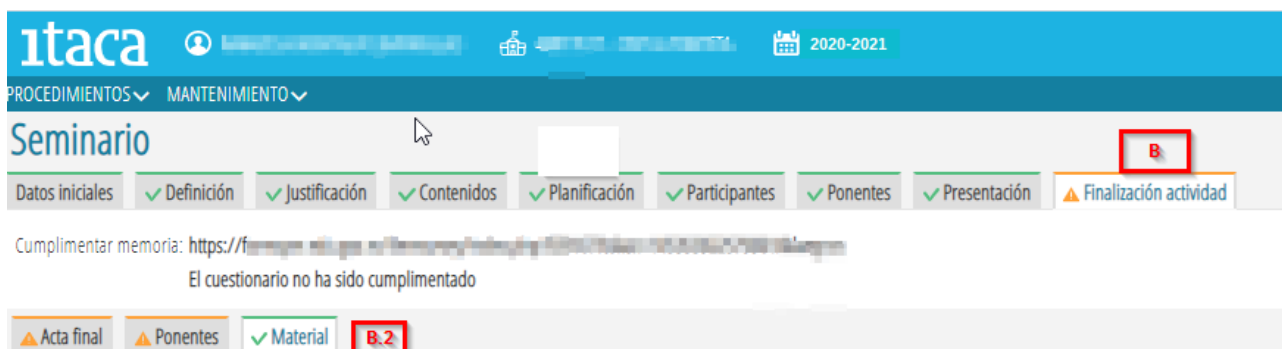 ıtaca 2020-2021
PROCEDIMIENTOS MANTENIMIENTO
Seminario
B
Datos iniciales Definición Justificación Contenidos Planificación Participantes Ponentes Presentación Finalización actividad
Cumplimentar memoria: https://f
El cuestionario no ha sido cumplimentado
Acta final Ponentes Material B.2